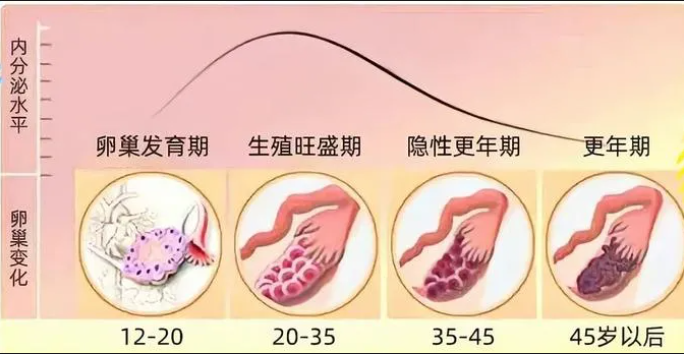 内分泌水平
卵巢发育期
生殖旺盛期
隐性更年期
更年期
卵巢变化
12-20
20-35
35-45
45岁以后